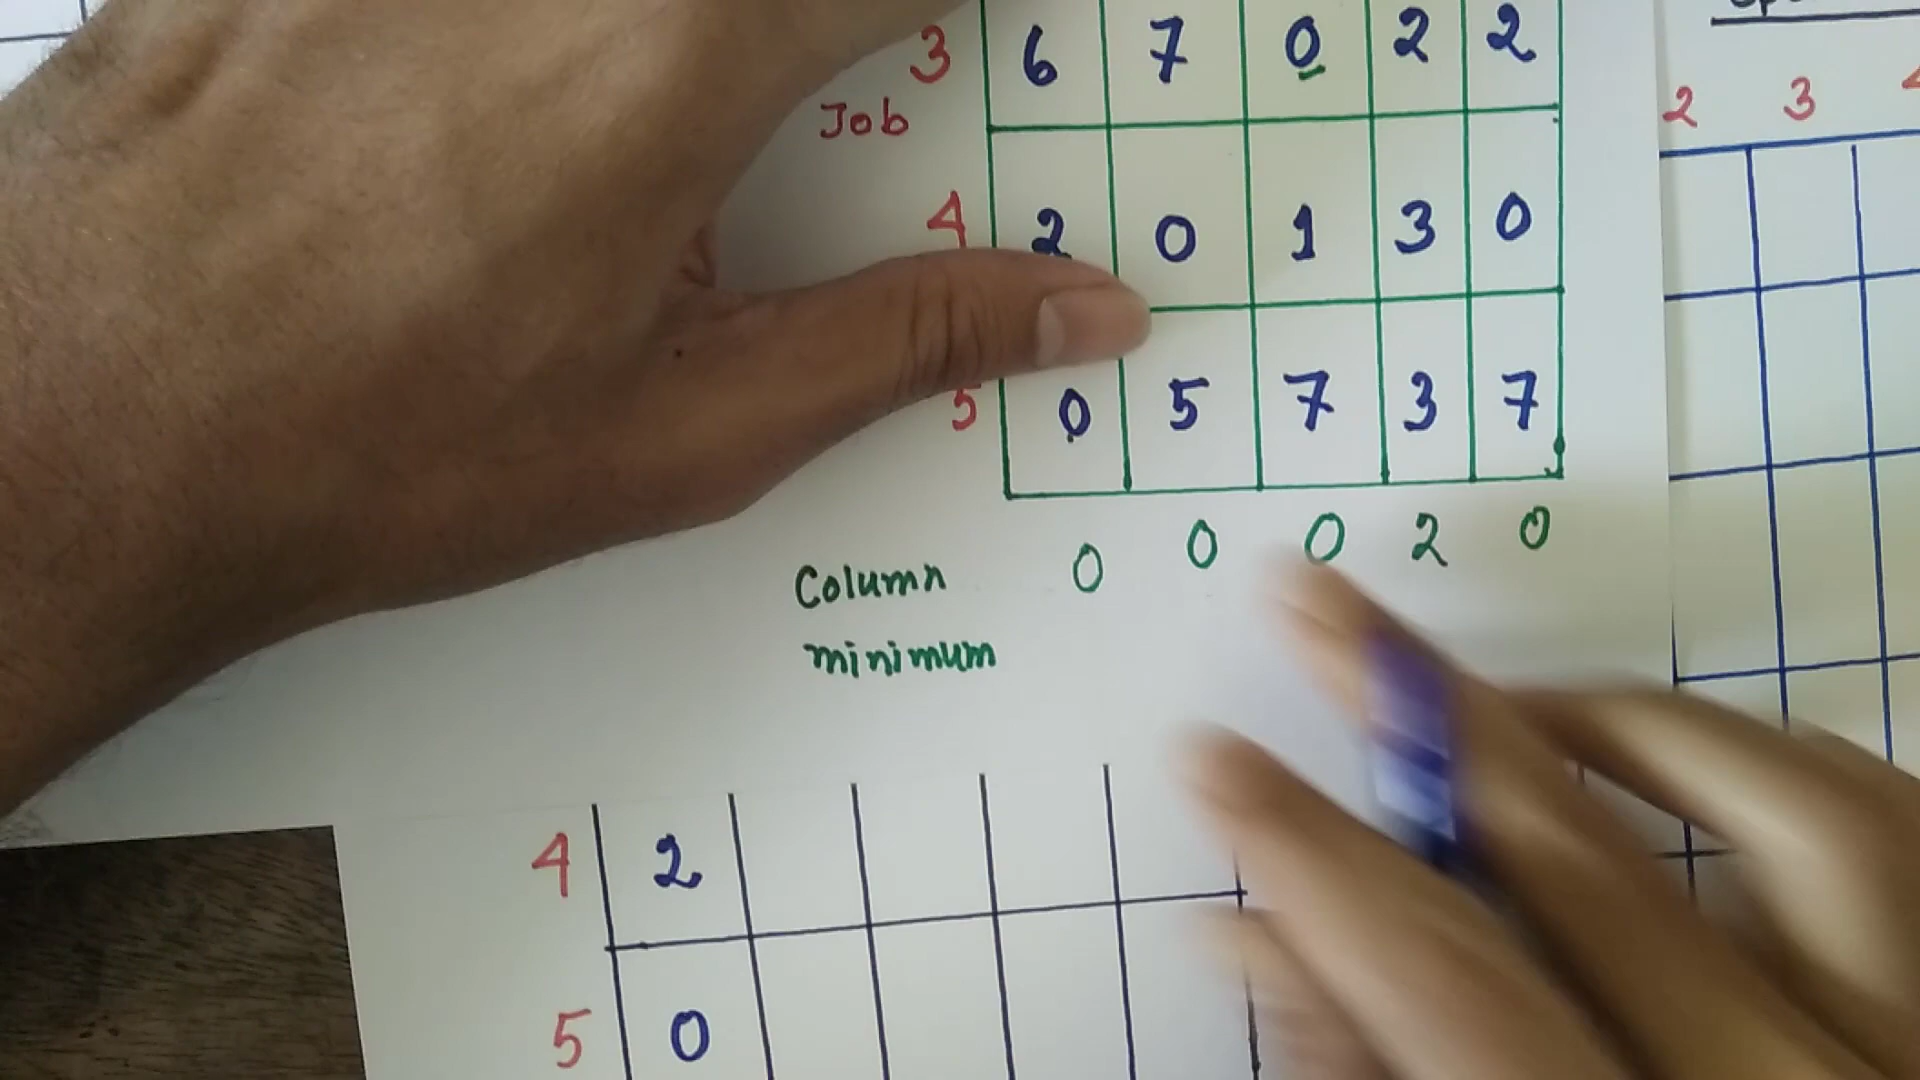 3 6 7 0 2 2
Job
4 2 0 1 3 0
5 0 5 7 3 7
Column 0 0 0 2 0
minimum
4 2
5 0
2 3